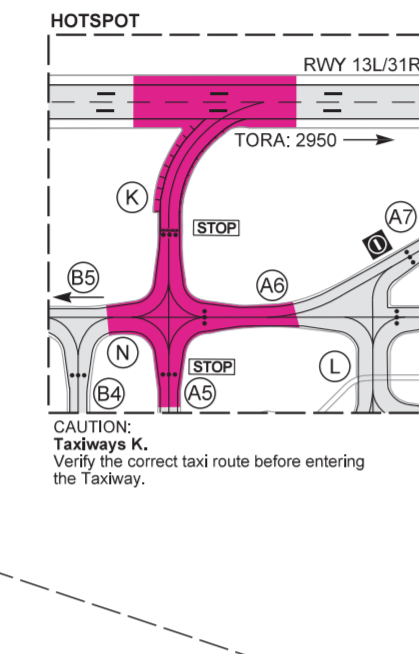 HOTSPOT
RWY 13L/31R
TORA: 2950
K
STOP
A7
B5
A6
N
STOP
L
B4
A5
CAUTION:
Taxiways K.
Verify the correct taxi route before entering
the Taxiway.